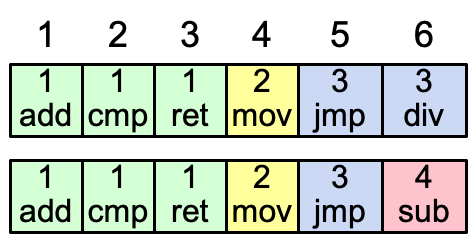 1 2 3 4 5 6
1 1 1 2 3 3
add cmp ret mov jmp div
1 1 1 2 3 4
add cmp ret mov jmp sub